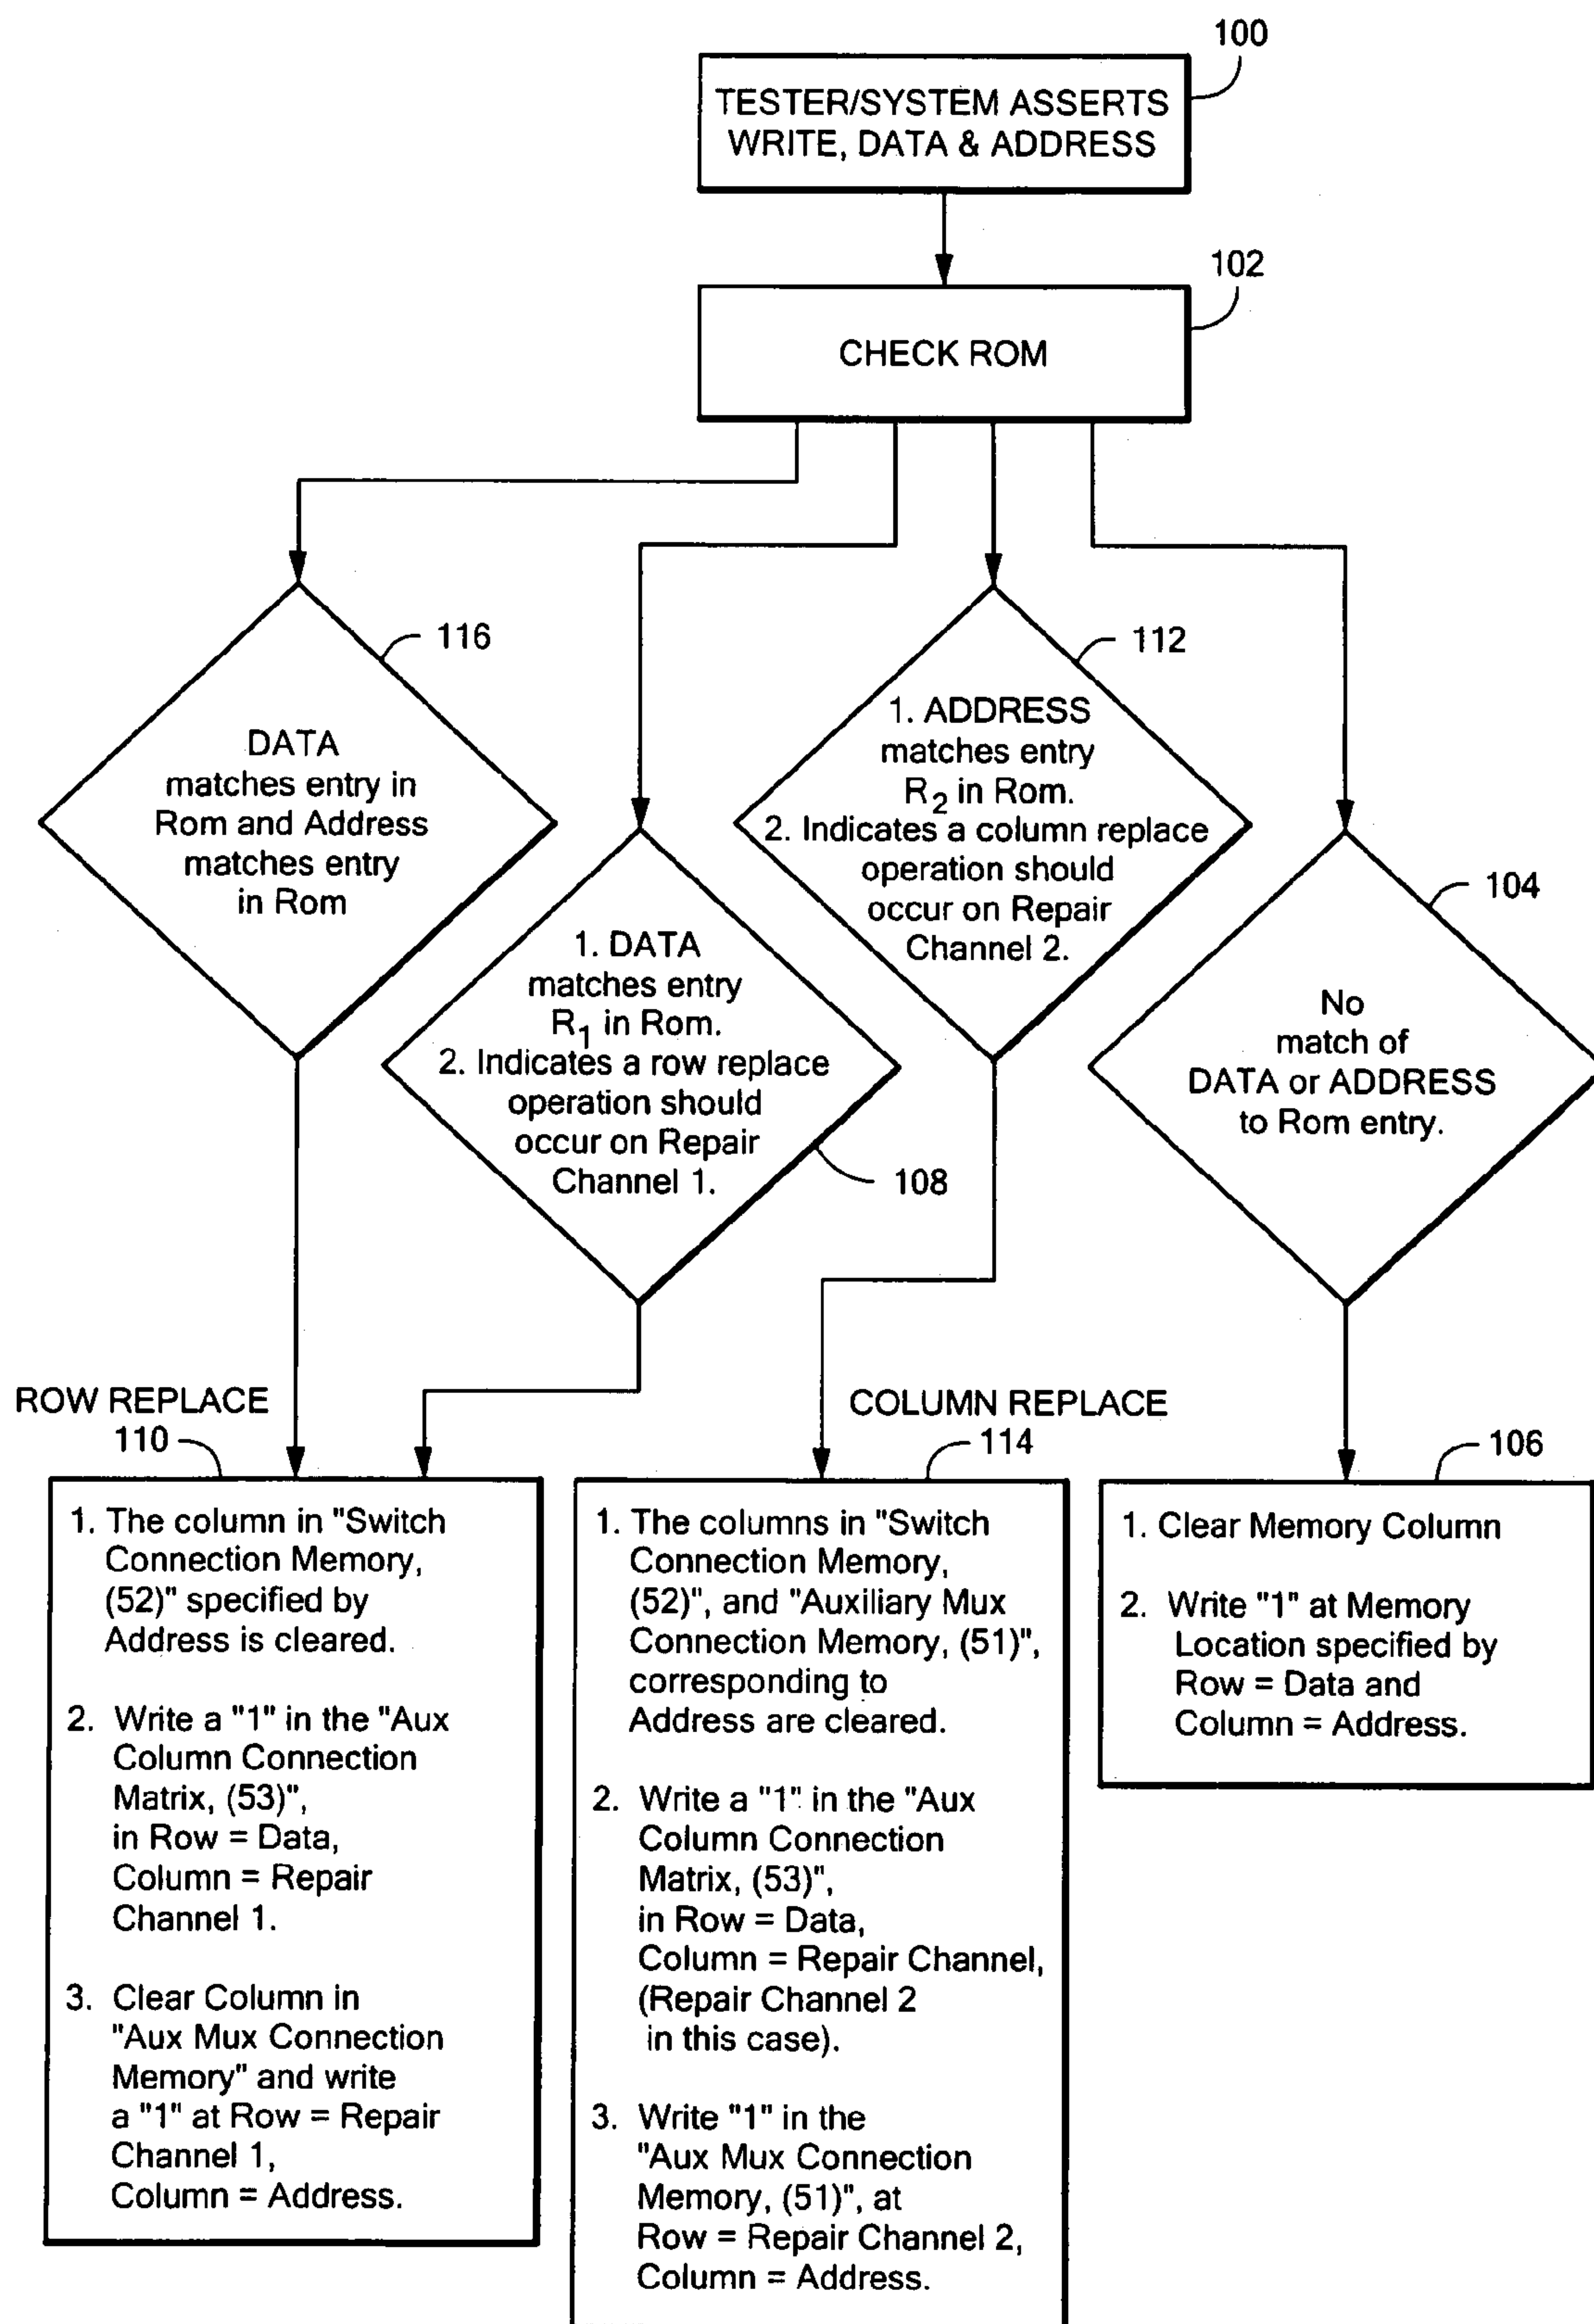 100
TESTER/SYSTEM ASSERTS
WRITE, DATA & ADDRESS
102
CHECK ROM
116
DATA
matches entry in
Rom and Address
matches entry
in Rom
1. DATA
matches entry
R1 in Rom.
2. Indicates a row replace
operation should
occur on Repair
Channel 1.
108
112
1. ADDRESS
matches entry
R2 in Rom.
2. Indicates a column replace
operation should
occur on Repair
Channel 2.
104
No
match of
DATA or ADDRESS
to Rom entry.
ROW REPLACE
110
1. The column in "Switch
Connection Memory,
(52)" specified by
Address is cleared.
2. Write a "1" in the "Aux
Column Connection
Matrix, (53)",
in Row = Data,
Column = Repair
Channel 1.
3. Clear Column in
"Aux Mux Connection
Memory" and write
a "1" at Row = Repair
Channel 1,
Column = Address.
COLUMN REPLACE
114
1. The columns in "Switch
Connection Memory,
(52)", and "Auxiliary Mux
Connection Memory, (51)",
corresponding to
Address are cleared.
2. Write a "1" in the "Aux
Column Connection
Matrix, (53)",
in Row = Data,
Column = Repair Channel,
(Repair Channel 2
in this case).
3. Write "1" in the
"Aux Mux Connection
Memory, (51)", at
Row = Repair Channel 2,
Column = Address.
106
1. Clear Memory Column
2. Write "1" at Memory
Location specified by
Row = Data and
Column = Address.